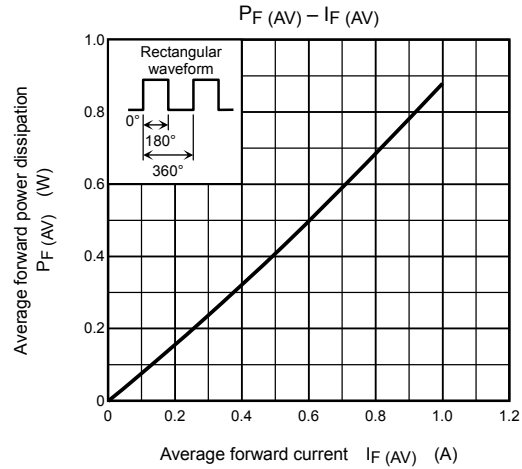 PF (AV) – IF (AV)
Rectangular
waveform
0°
180°
360°
Average forward power dissipation
PF (AV) (W)
1.0
0.8
0.6
0.4
0.2
0
0 0.2 0.4 0.6 0.8 1.0 1.2
Average forward current IF (AV) (A)